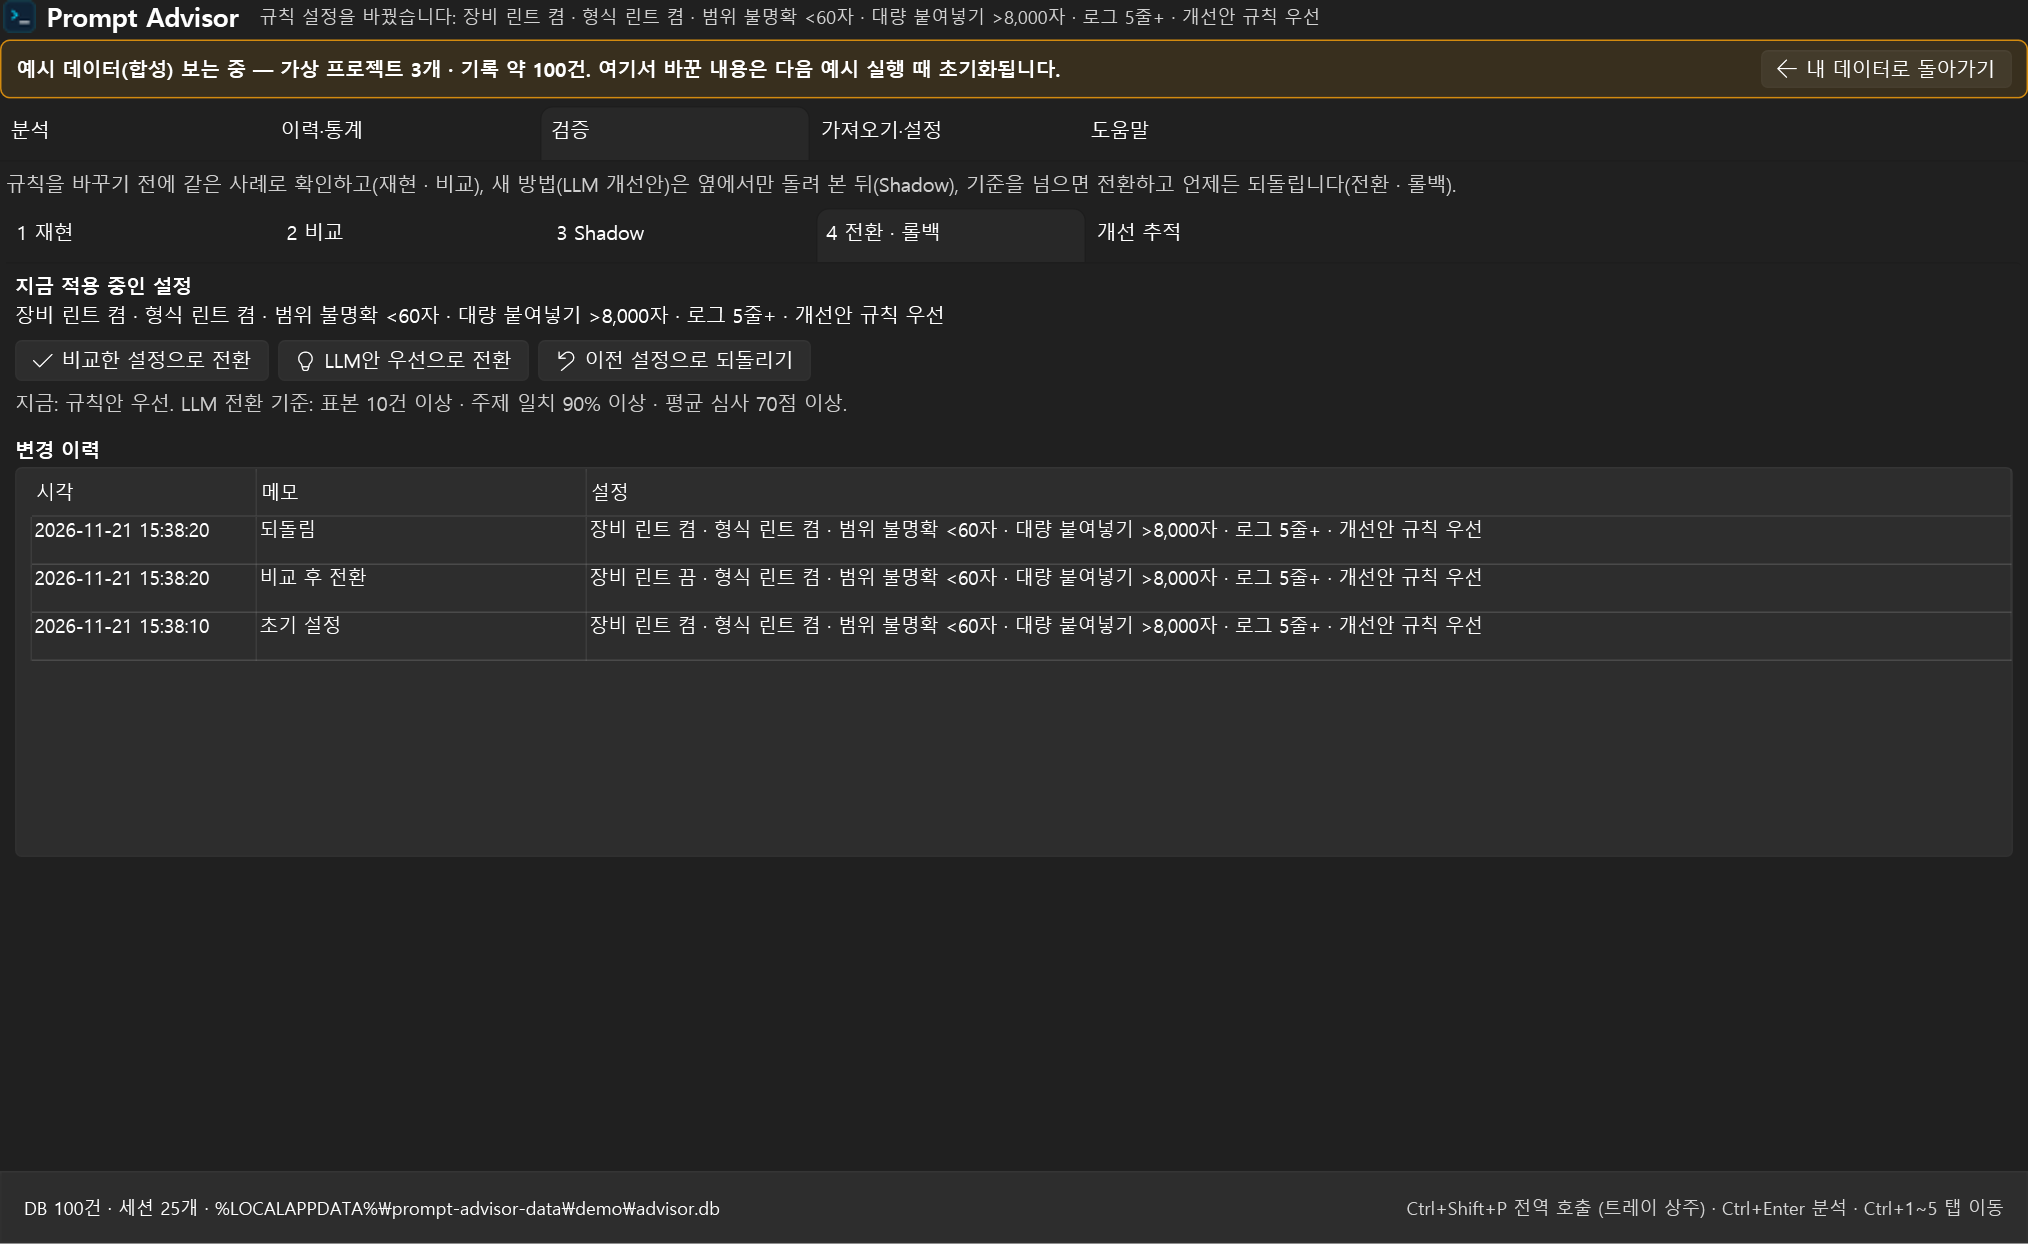 Prompt Advisor 규칙 설정을 바꿨습니다: 장비 린트 켬 · 형식 린트 켬 · 범위 불명확 <60자 · 대량 붙여넣기 >8,000자 · 로그 5줄+ · 개선안 규칙 우선
예시 데이터(합성) 보는 중 — 가상 프로젝트 3개 · 기록 약 100건. 여기서 바꾼 내용은 다음 예시 실행 때 초기화됩니다. ← 내 데이터로 돌아가기
분석 이력·통계 검증 가져오기·설정 도움말
규칙을 바꾸기 전에 같은 사례로 확인하고(재현 · 비교), 새 방법(LLM 개선안)은 옆에서만 돌려 본 뒤(Shadow), 기준을 넘으면 전환하고 언제든 되돌립니다(전환 · 롤백).
1 재현 2 비교 3 Shadow 4 전환 · 롤백 개선 추적
지금 적용 중인 설정
장비 린트 켬 · 형식 린트 켬 · 범위 불명확 <60자 · 대량 붙여넣기 >8,000자 · 로그 5줄+ · 개선안 규칙 우선
비교한 설정으로 전환 LLM안 우선으로 전환 이전 설정으로 되돌리기
지금: 규칙안 우선. LLM 전환 기준: 표본 10건 이상 · 주제 일치 90% 이상 · 평균 심사 70점 이상.
변경 이력
시각 메모 설정
2026-11-21 15:38:20 되돌림 장비 린트 켬 · 형식 린트 켬 · 범위 불명확 <60자 · 대량 붙여넣기 >8,000자 · 로그 5줄+ · 개선안 규칙 우선
2026-11-21 15:38:20 비교 후 전환 장비 린트 끔 · 형식 린트 켬 · 범위 불명확 <60자 · 대량 붙여넣기 >8,000자 · 로그 5줄+ · 개선안 규칙 우선
2026-11-21 15:38:10 초기 설정 장비 린트 켬 · 형식 린트 켬 · 범위 불명확 <60자 · 대량 붙여넣기 >8,000자 · 로그 5줄+ · 개선안 규칙 우선
DB 100건 · 세션 25개 · %LOCALAPPDATA%₩prompt-advisor-data₩demo₩advisor.db Ctrl+Shift+P 전역 호출 (트레이 상주) · Ctrl+Enter 분석 · Ctrl+1~5 탭 이동